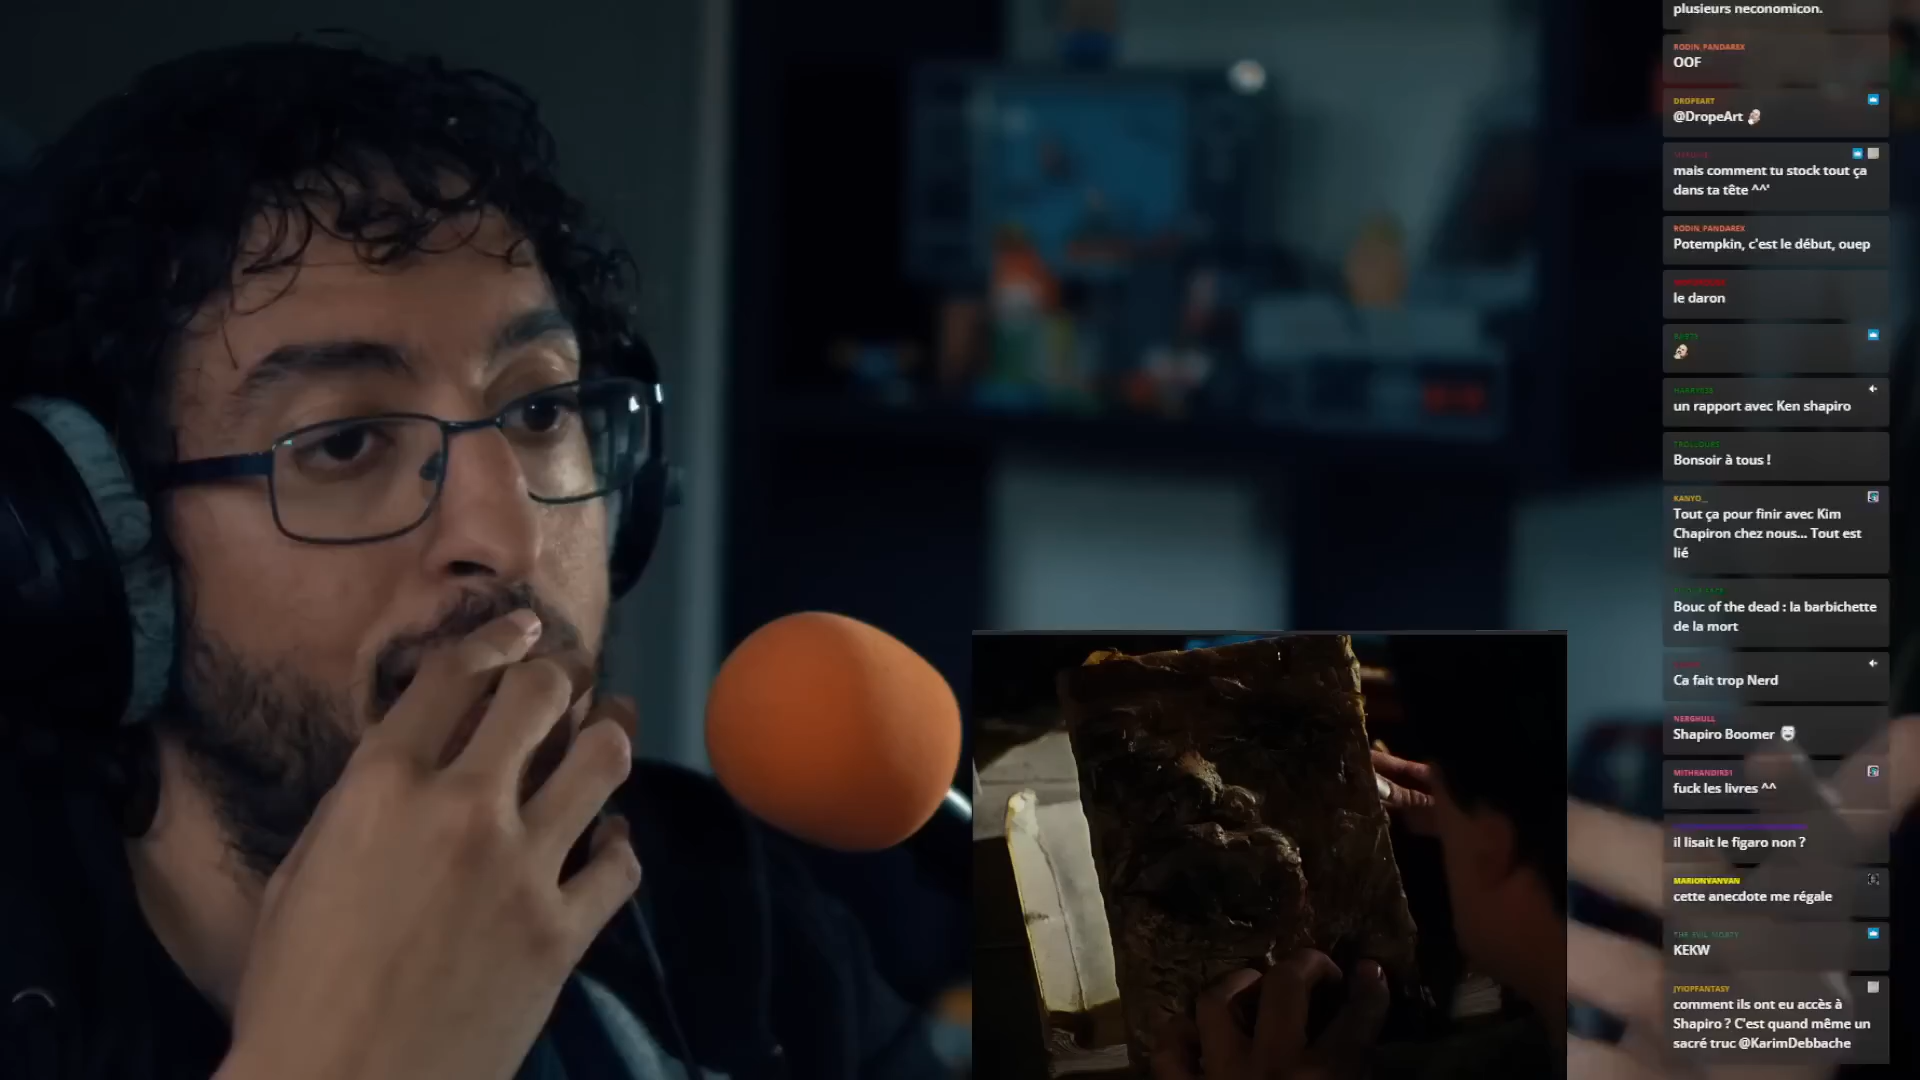 plusieurs neconomicon.
RODIN_PANDAREX
OOF
DROPEART
@DropeArt
mais comment tu stock tout ça
dans ta tête ^^'
RODIN_PANDAREX
Potempkin, c'est le début, ouep
le daron
un rapport avec Ken shapiro
Bonsoir à tous !
KANYO_
Tout ça pour finir avec Kim
Chapiron chez nous... Tout est
lié
Bouc of the dead : la barbichette
de la mort
Ca fait trop Nerd
NERGHULL
Shapiro Boomer
MITHRANDIR51
fuck les livres ^^
il lisait le figaro non ?
MARIONVANVAN
cette anecdote me régale
THE_EVIL_MORTY
KEKW
JYIOPFANTASY
comment ils ont eu accès à
Shapiro ? C'est quand même un
sacré truc @KarimDebbache